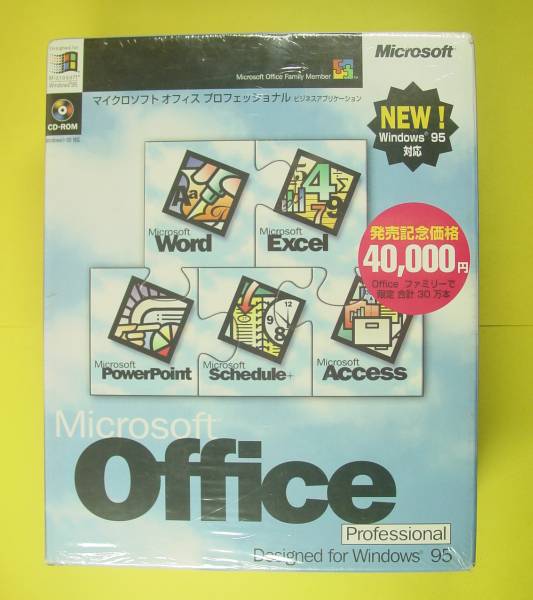 Designed for
Microsoft®
Windows®95
CD-ROM
Microsoft Office Family Member
Microsoft
マイクロソフト オフィス プロフェッショナル ビジネスアプリケーション
NEW!
Windows® 95
対応
Microsoft
Word
Microsoft
Excel
発売記念価格
40,000円
Office ファミリーで
限定 合計 30 万本
Microsoft
PowerPoint
Microsoft
Schedule+
Microsoft
Access
Microsoft
Office
Professional
Designed for Windows® 95